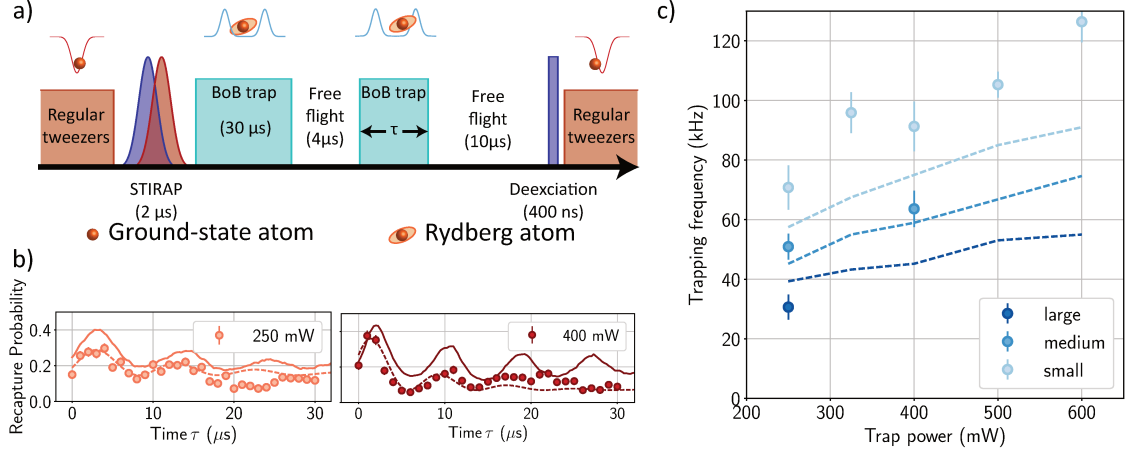 a)
Regular
tweezers
BoB trap
(30 µs)
Free
flight
(4µs)
BoB trap
τ
Free
flight
(10µs)
Regular
tweezers
STIRAP
(2 µs)
Deexciation
(400 ns)
Ground-state atom
Rydberg atom
b)
Recapture Probability
0.4
0.2
0.0
250 mW
0
10
20
30
Time τ (μs)
400 mW
0
10
20
30
Time τ (μs)
c)
Trapping frequency (kHz)
120
100
80
60
40
20
0
large
medium
small
200
300
400
500
600
Trap power (mW)